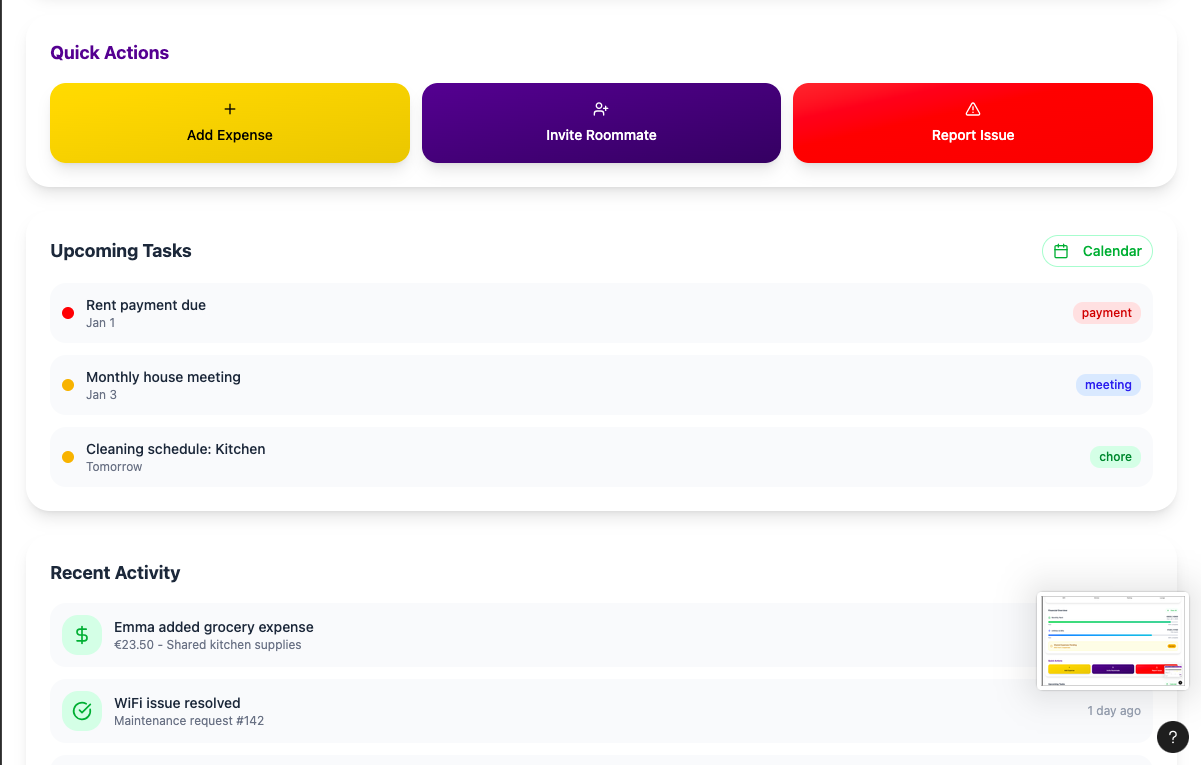 Quick Actions
Add Expense
Invite Roommate
Report Issue
Upcoming Tasks
Calendar
Rent payment due
Jan 1
payment
Monthly house meeting
Jan 3
meeting
Cleaning schedule: Kitchen
Tomorrow
chore
Recent Activity
Emma added grocery expense
€23.50 - Shared kitchen supplies
WiFi issue resolved
Maintenance request #142
1 day ago
?